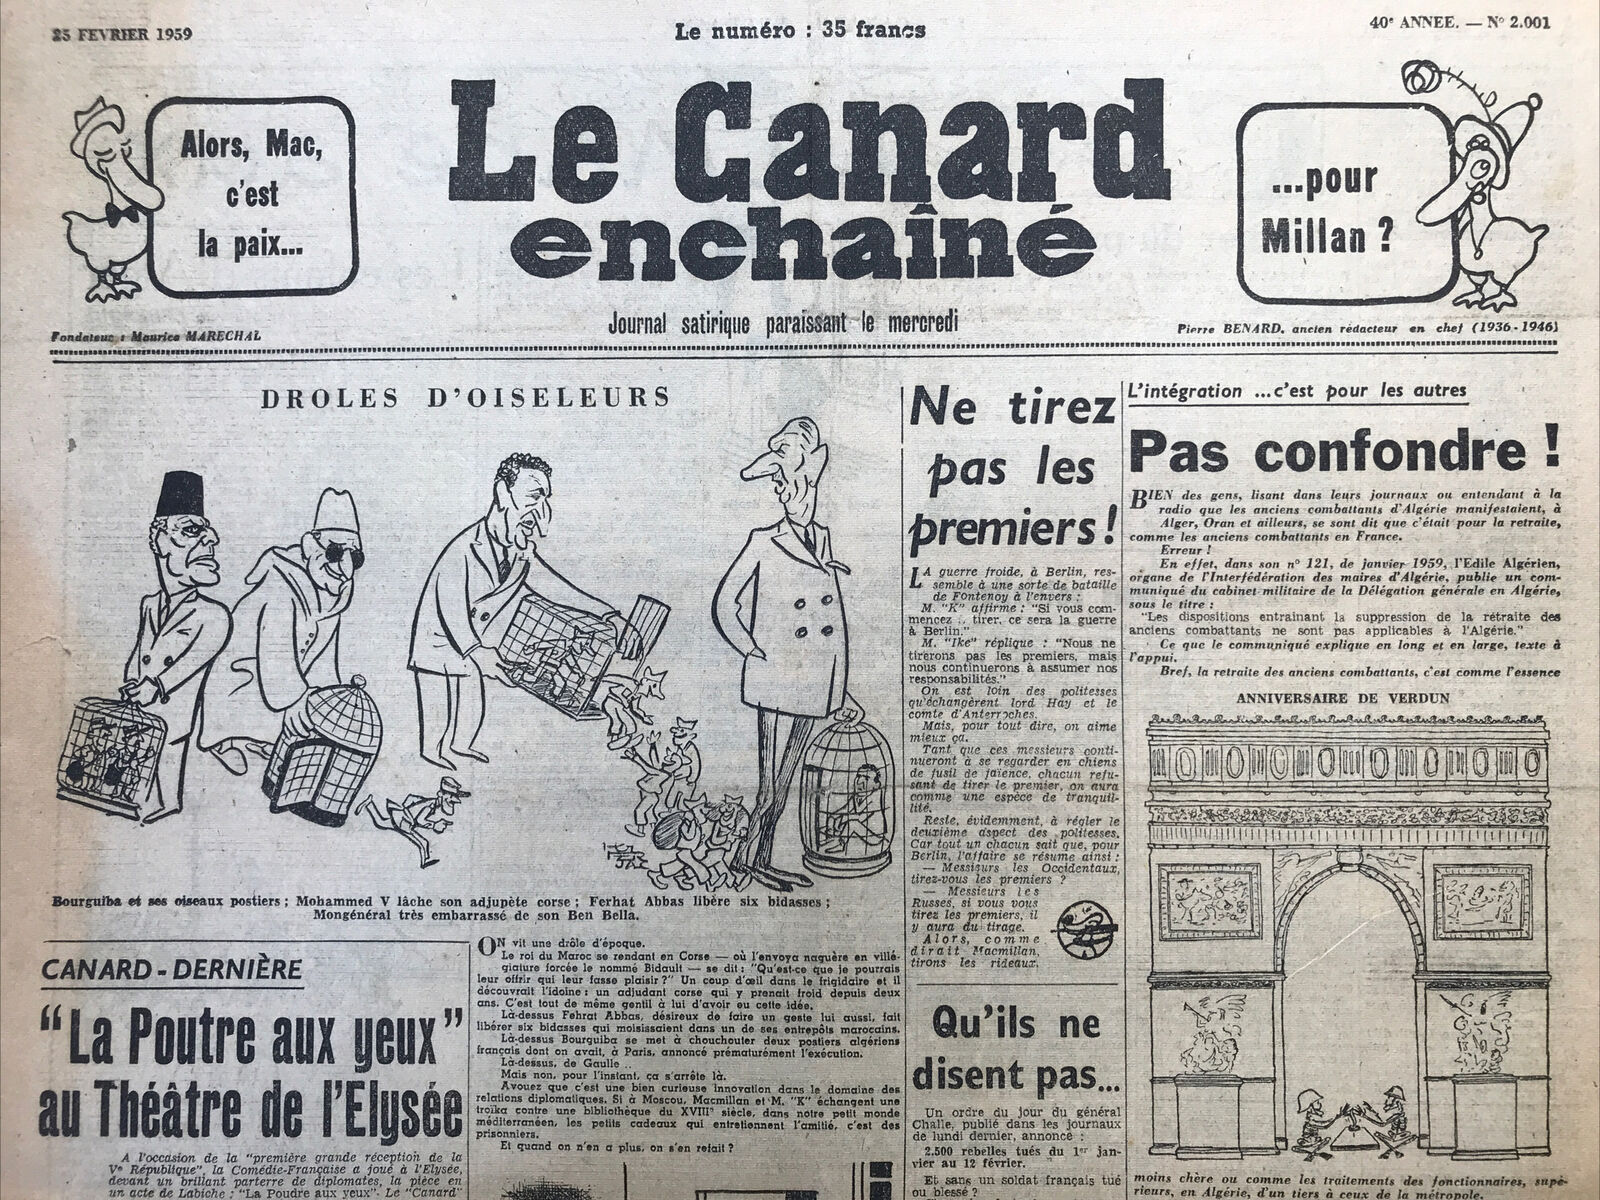 25 FEVRIER 1959
Le numéro : 35 francs
40e ANNEE. — N° 2.001
Alors, Mac,
c'est
la paix...
Le Canard
enchaîné
...pour
Millan ?
Journal satirique paraissant le mercredi
Fondateur : Maurice MARECHAL
Pierre BENARD, ancien rédacteur en chef (1936-1946)
DROLES D'OISELEURS
Bourguiba et ses oiseaux postiers ; Mohammed V lâche son adjupète corse ; Ferhat Abbas libère six bidasses ;
Mongénéral très embarrassé de son Ben Bella.
CANARD - DERNIÈRE
"La Poutre aux yeux"
au Théâtre de l'Elysée
A l'occasion de la "première grande réception de la
Ve République", la Comédie-Française a joué à l'Elysée,
devant un brillant parterre de diplomates, la pièce en
un acte de Labiche : "La Poudre aux yeux". Le "Canard"
ON vit une drôle d'époque.
Le roi du Maroc se rendant en Corse — où l'envoya naguère en villé-
giature forcée le nommé Bidault — se dit : "Qu'est-ce que je pourrais
leur offrir qui leur fasse plaisir ?" Un coup d'œil dans le frigidaire et il
découvrait l'idoine : un adjudant corse qui y prenait froid depuis deux
ans. C'est tout de même gentil à lui d'avoir eu cette idée.
Là-dessus Fehrat Abbas, désireux de faire un geste lui aussi, fait
libérer six bidasses qui moisissaient dans un de ses entrepôts marocains.
Là-dessus Bourguiba se met à chouchouter deux postiers algériens
français dont on avait, à Paris, annoncé prématurément l'exécution.
Là-dessus, de Gaulle ..
Mais non, pour l'instant, ça s'arrête là.
Avouez que c'est une bien curieuse innovation dans le domaine des
relations diplomatiques. Si à Moscou, Macmillan et M. "K" échangent une
troïka contre une bibliothèque du XVIIIe siècle, dans notre petit monde
méditerranéen, les petits cadeaux qui entretiennent l'amitié, c'est des
prisonniers.
Et quand on n'en a plus, on s'en refait ?
Ne tirez
pas les
premiers !
LA guerre froide, à Berlin, res-
semble à une sorte de bataille
de Fontenoy à l'envers :
M. "K" affirme : "Si vous com-
mencez à tirer, ce sera la guerre
à Berlin."
M. "Ike" réplique : "Nous ne
tirerons pas les premiers, mais
nous continuerons à assumer nos
responsabilités."
On est loin des politesses
qu'échangèrent lord Hay et le
comte d'Anterroches.
Mais, pour tout dire, on aime
mieux ça.
Tant que ces messieurs conti-
nueront à se regarder en chiens
de fusil de faïence, chacun refu-
sant de tirer le premier, on aura
comme une espèce de tranquil-
lité.
Reste, évidemment, à régler le
deuxième aspect des politesses.
Car tout un chacun sait que, pour
Berlin, l'affaire se résume ainsi :
— Messieurs les Occidentaux,
tirez-vous les premiers ?
— Messieurs les
Russes, si vous vous
tirez les premiers, il
y aura du tirage.
Alors, comme
dirait Macmillan,
tirons les rideaux.
Qu'ils ne
disent pas...
Un ordre du jour du général
Challe, publié dans les journaux
de lundi dernier, annonce :
2.500 rebelles tués du 1er jan-
vier au 12 février.
Et sans un soldat français tué
ou blessé ?
L'intégration ...c'est pour les autres
Pas confondre !
BIEN des gens, lisant dans leurs journaux ou entendant à la
radio que les anciens combattants d'Algérie manifestaient, à
Alger, Oran et ailleurs, se sont dit que c'était pour la retraite,
comme les anciens combattants en France.
Erreur !
En effet, dans son n° 121, de janvier 1959, l'Edile Algérien,
organe de l'Interfédération des maires d'Algérie, publie un com-
muniqué du cabinet militaire de la Délégation générale en Algérie,
sous le titre :
"Les dispositions entraînant la suppression de la retraite des
anciens combattants ne sont pas applicables à l'Algérie."
Ce que le communiqué explique en long et en large, texte à
l'appui.
Bref, la retraite des anciens combattants, c'est comme l'essence
ANNIVERSAIRE DE VERDUN
moins chère ou comme les traitements des fonctionnaires, supé-
rieurs, en Algérie, d'un tiers à ceux de la métropole.